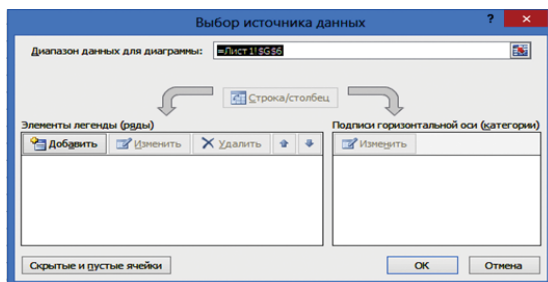 Выбор источника данных ? ×
Диапазон данных для диаграммы: =Лист1!$G$6
Строка/столбец
Элементы легенды (ряды)
Подписи горизонтальной оси (категории)
Добавить Изменить Удалить
Изменить
Скрытые и пустые ячейки
ОК Отмена